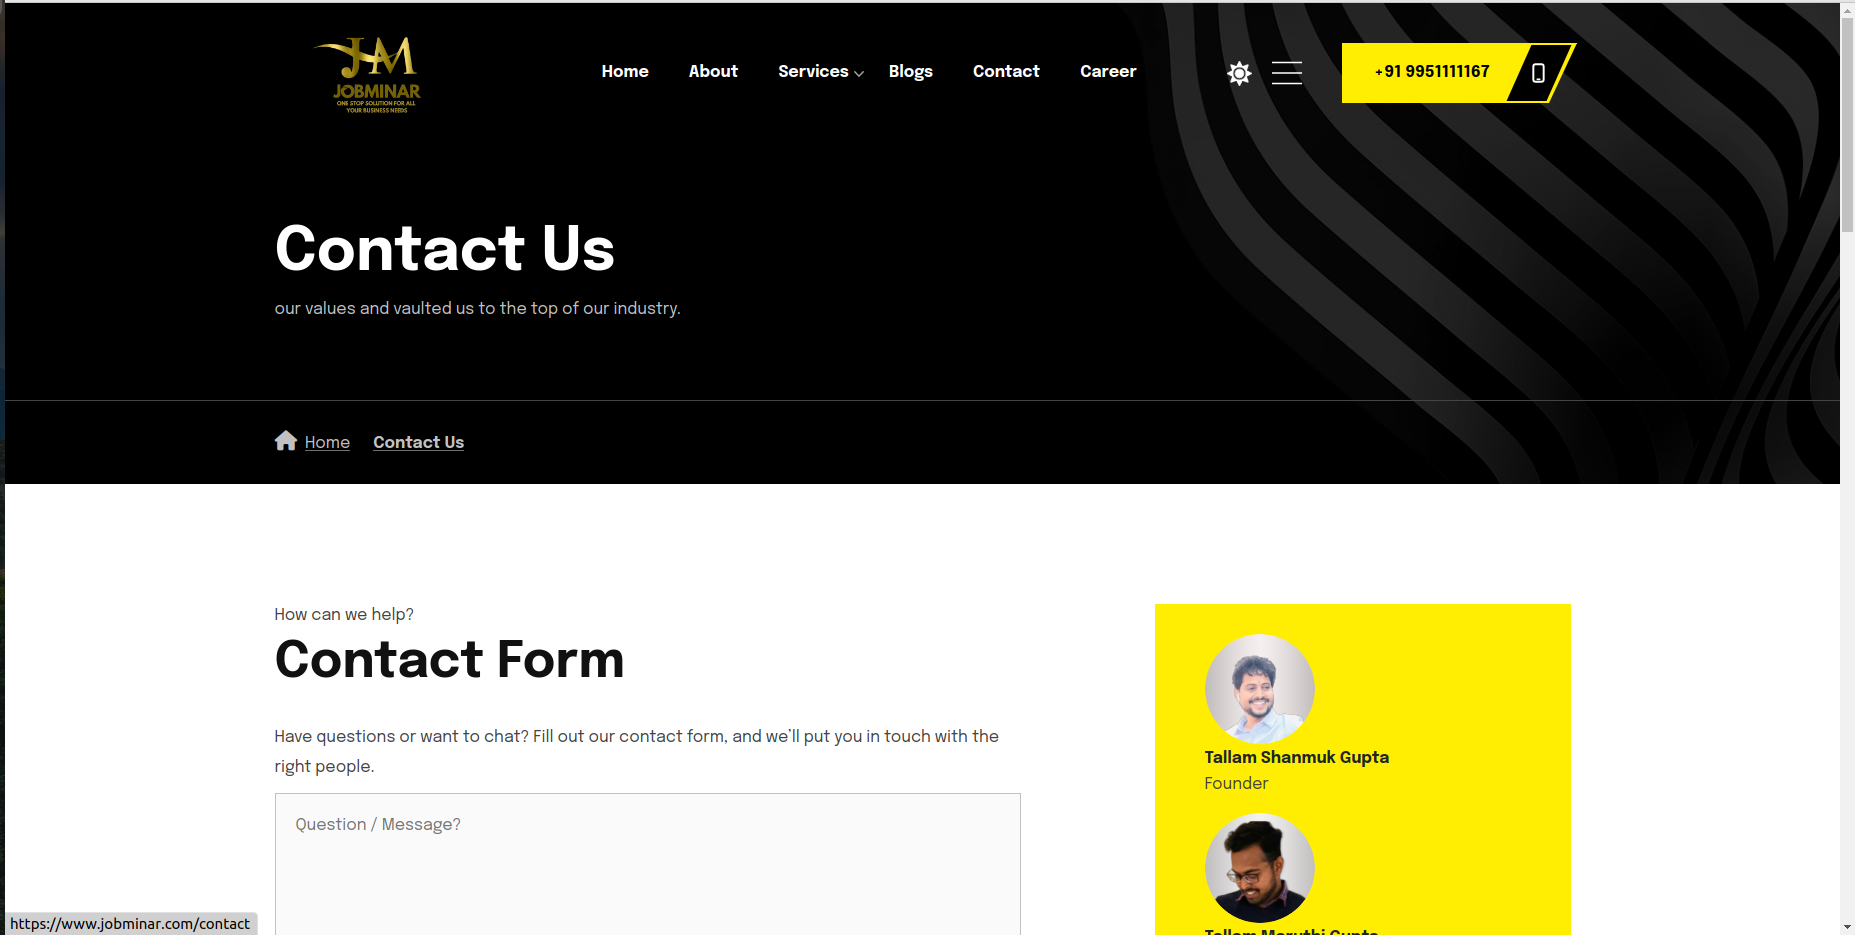 JM
JOBMINAR
ONE STOP SOLUTION FOR ALL
YOUR BUSINESS NEEDS
Home About Services Blogs Contact Career
+91 9951111167
Contact Us
our values and vaulted us to the top of our industry.
Home Contact Us
How can we help?
Contact Form
Have questions or want to chat? Fill out our contact form, and we'll put you in touch with the
right people.
Question / Message?
Tallam Shanmuk Gupta
Founder
Tallam Maruthi Gupta
https://www.jobminar.com/contact